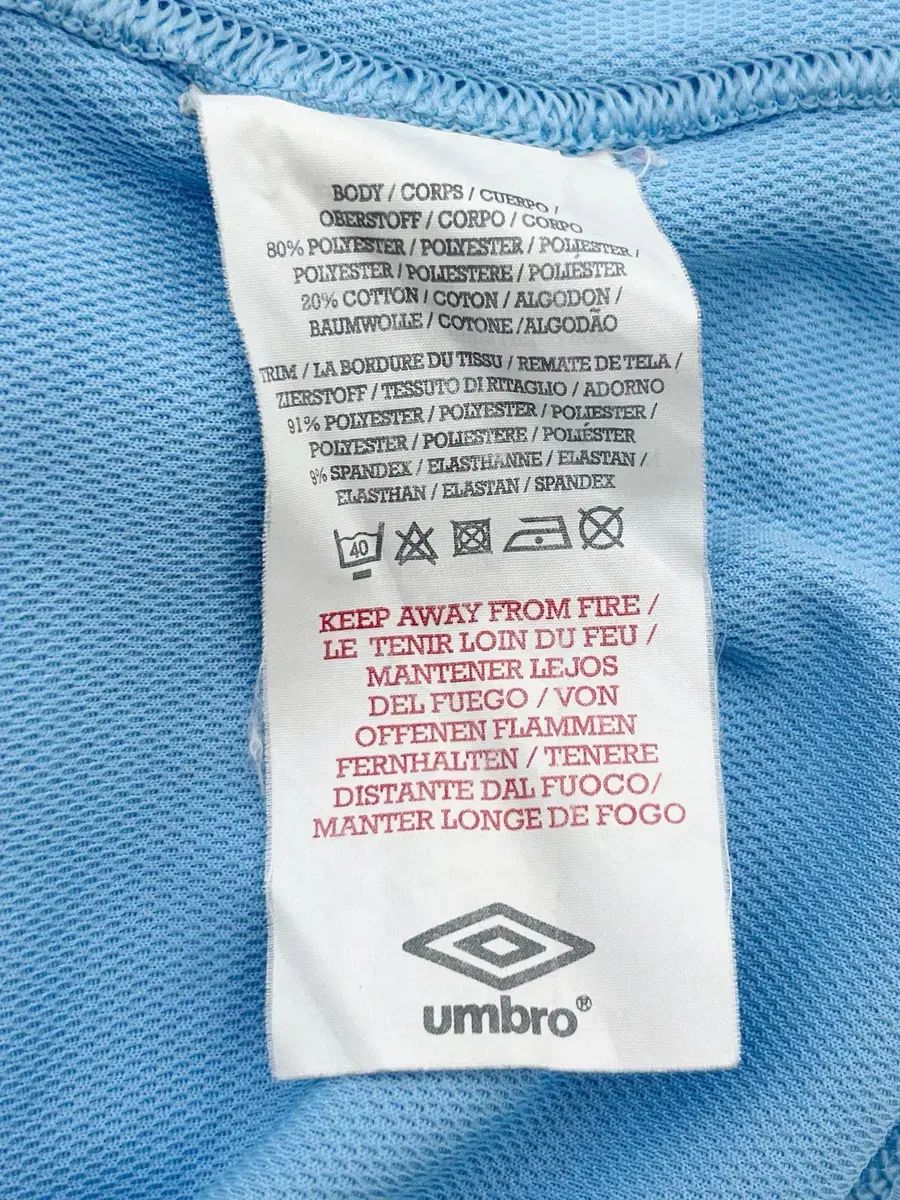 BODY / CORPS / CUERPO /
OBERSTOFF / CORPO / CORPO
80% POLYESTER / POLYESTER / POLIESTER /
POLYESTER / POLIESTERE / POLIÉSTER
20% COTTON / COTON / ALGODON /
BAUMWOLLE / COTONE /ALGODÃO
TRIM / LA BORDURE DU TISSU / REMATE DE TELA /
ZIERSTOFF / TESSUTO DI RITAGLIO / ADORNO
91% POLYESTER / POLYESTER / POLIESTER /
POLYESTER / POLIESTERE / POLIÉSTER
9% SPANDEX / ELASTHANNE / ELASTAN /
ELASTHAN / ELASTAN / SPANDEX
40
KEEP AWAY FROM FIRE /
LE TENIR LOIN DU FEU /
MANTENER LEJOS
DEL FUEGO / VON
OFFENEN FLAMMEN
FERNHALTEN / TENERE
DISTANTE DAL FUOCO/
MANTER LONGE DE FOGO
umbro®